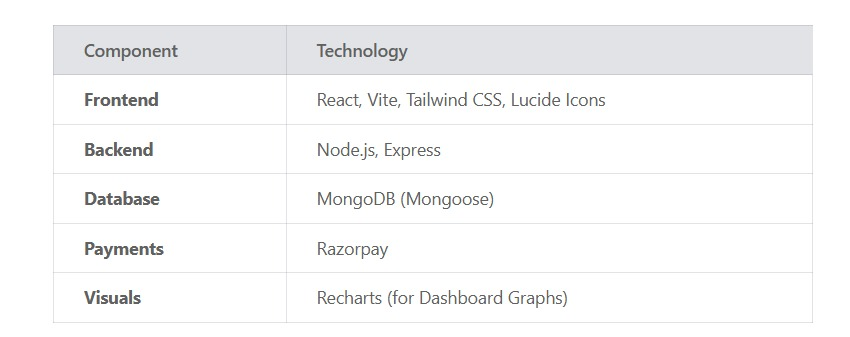 Component Technology
Frontend React, Vite, Tailwind CSS, Lucide Icons
Backend Node.js, Express
Database MongoDB (Mongoose)
Payments Razorpay
Visuals Recharts (for Dashboard Graphs)